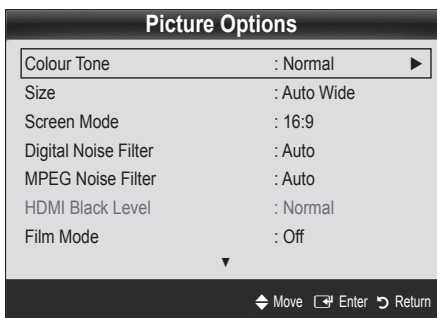 Picture Options
Colour Tone : Normal ▶
Size : Auto Wide
Screen Mode : 16:9
Digital Noise Filter : Auto
MPEG Noise Filter : Auto
HDMI Black Level : Normal
Film Mode : Off
▼
Move Enter Return